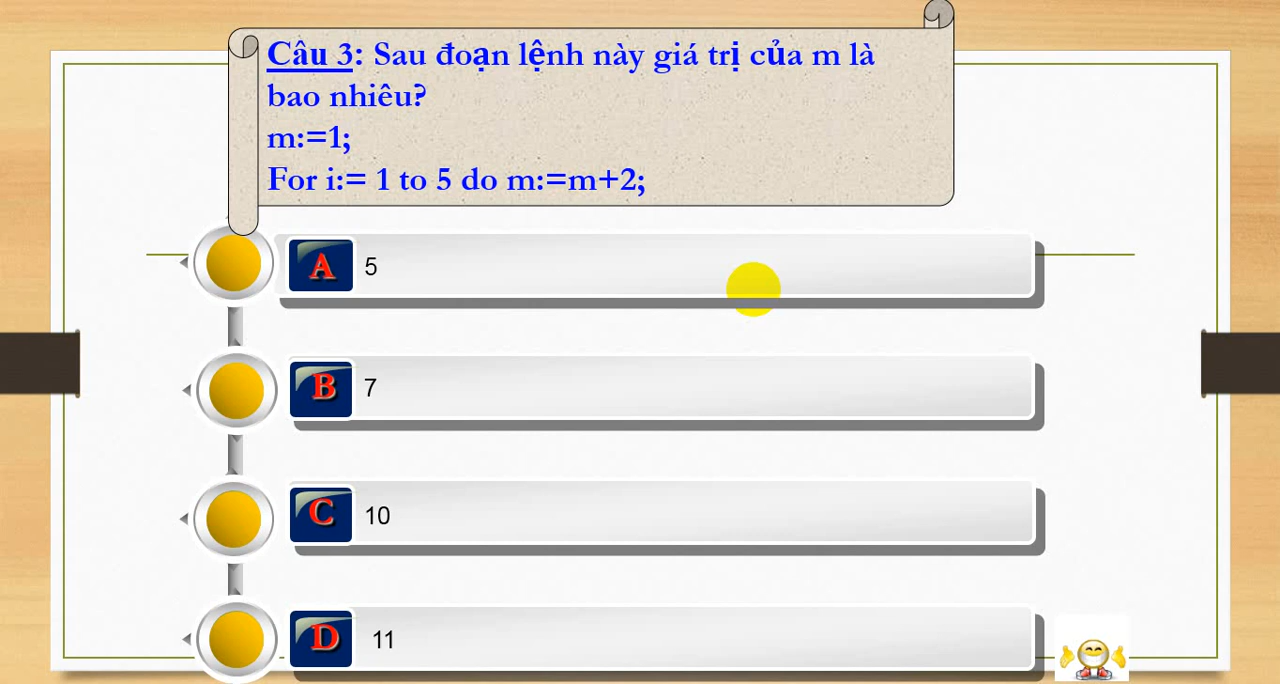 Câu 3: Sau đoạn lệnh này giá trị của m là
bao nhiêu?
m:=1;
For i:= 1 to 5 do m:=m+2;
A 5
B 7
C 10
D 11